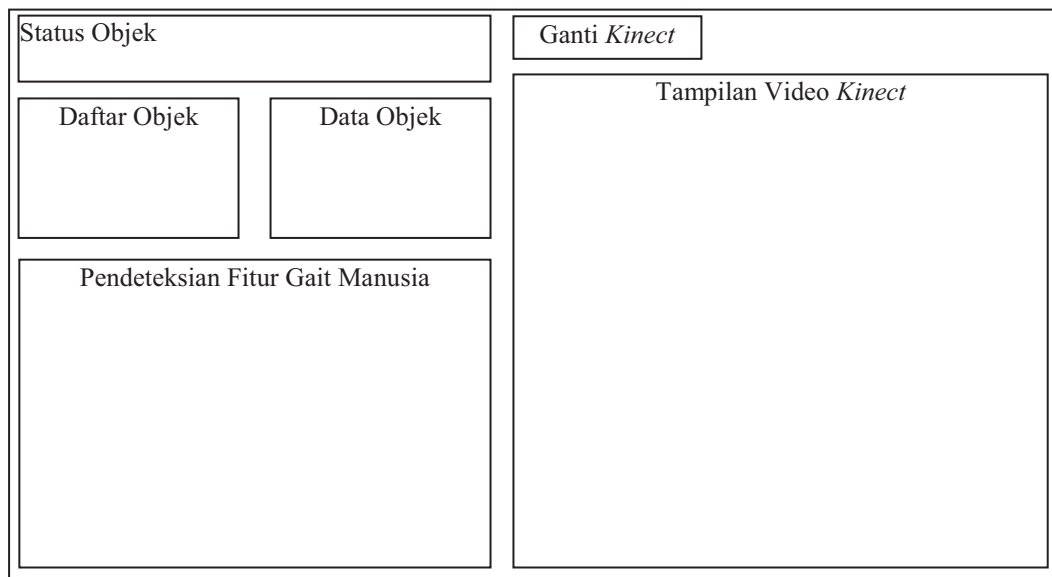 Status Objek
Ganti Kinect
Daftar Objek
Data Objek
Tampilan Video Kinect
Pendeteksian Fitur Gait Manusia